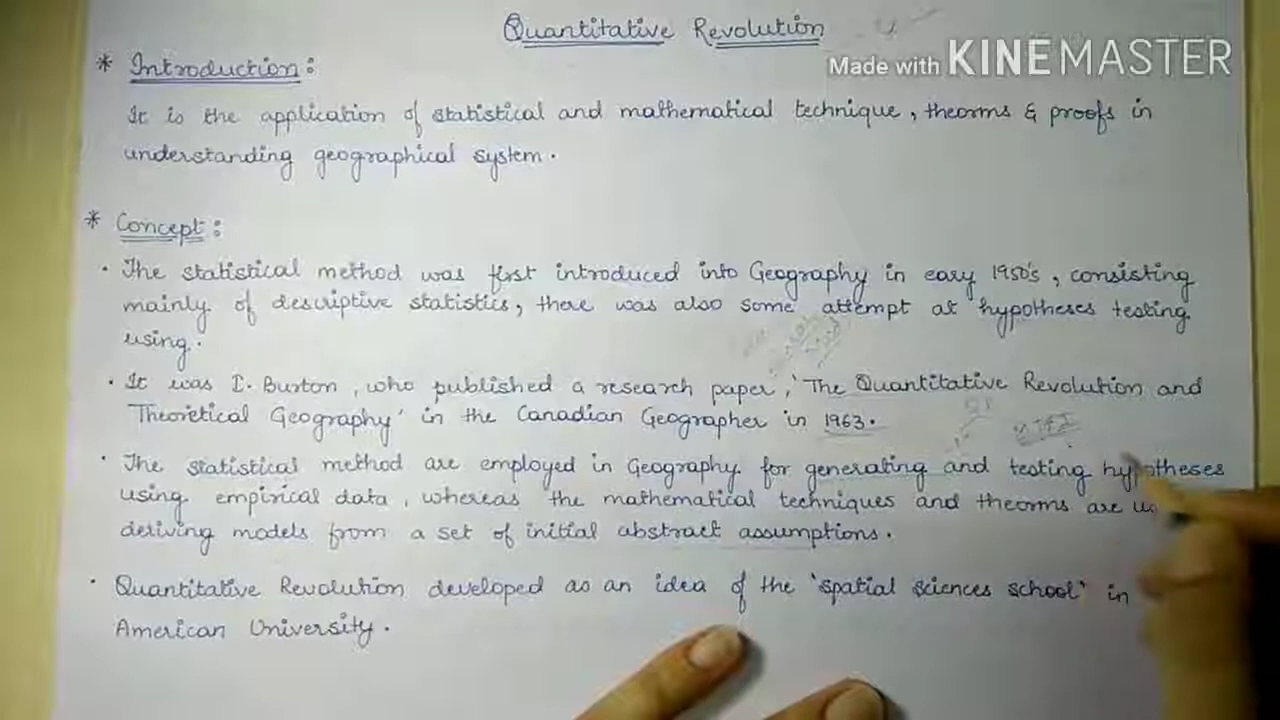 Quantitative Revolution
Made with KINEMASTER
* Introduction :
It is the application of statistical and mathematical technique, theorms & proofs in
understanding geographical system.
* Concept :
• The statistical method was first introduced into Geography in eary 1950's, consisting
mainly of descriptive statistics, there was also some attempt at hypotheses testing
using.
• It was I. Burton, who published a research paper, 'The Quantitative Revolution and
Theoretical Geography' in the Canadian Geographer in 1963.
• The statistical method are employed in Geography for generating and testing hypotheses
using empirical data, whereas the mathematical techniques and theorms are
deriving models from a set of initial abstract assumptions.
• Quantitative Revolution developed as an idea of the 'spatial sciences school' in
American University.